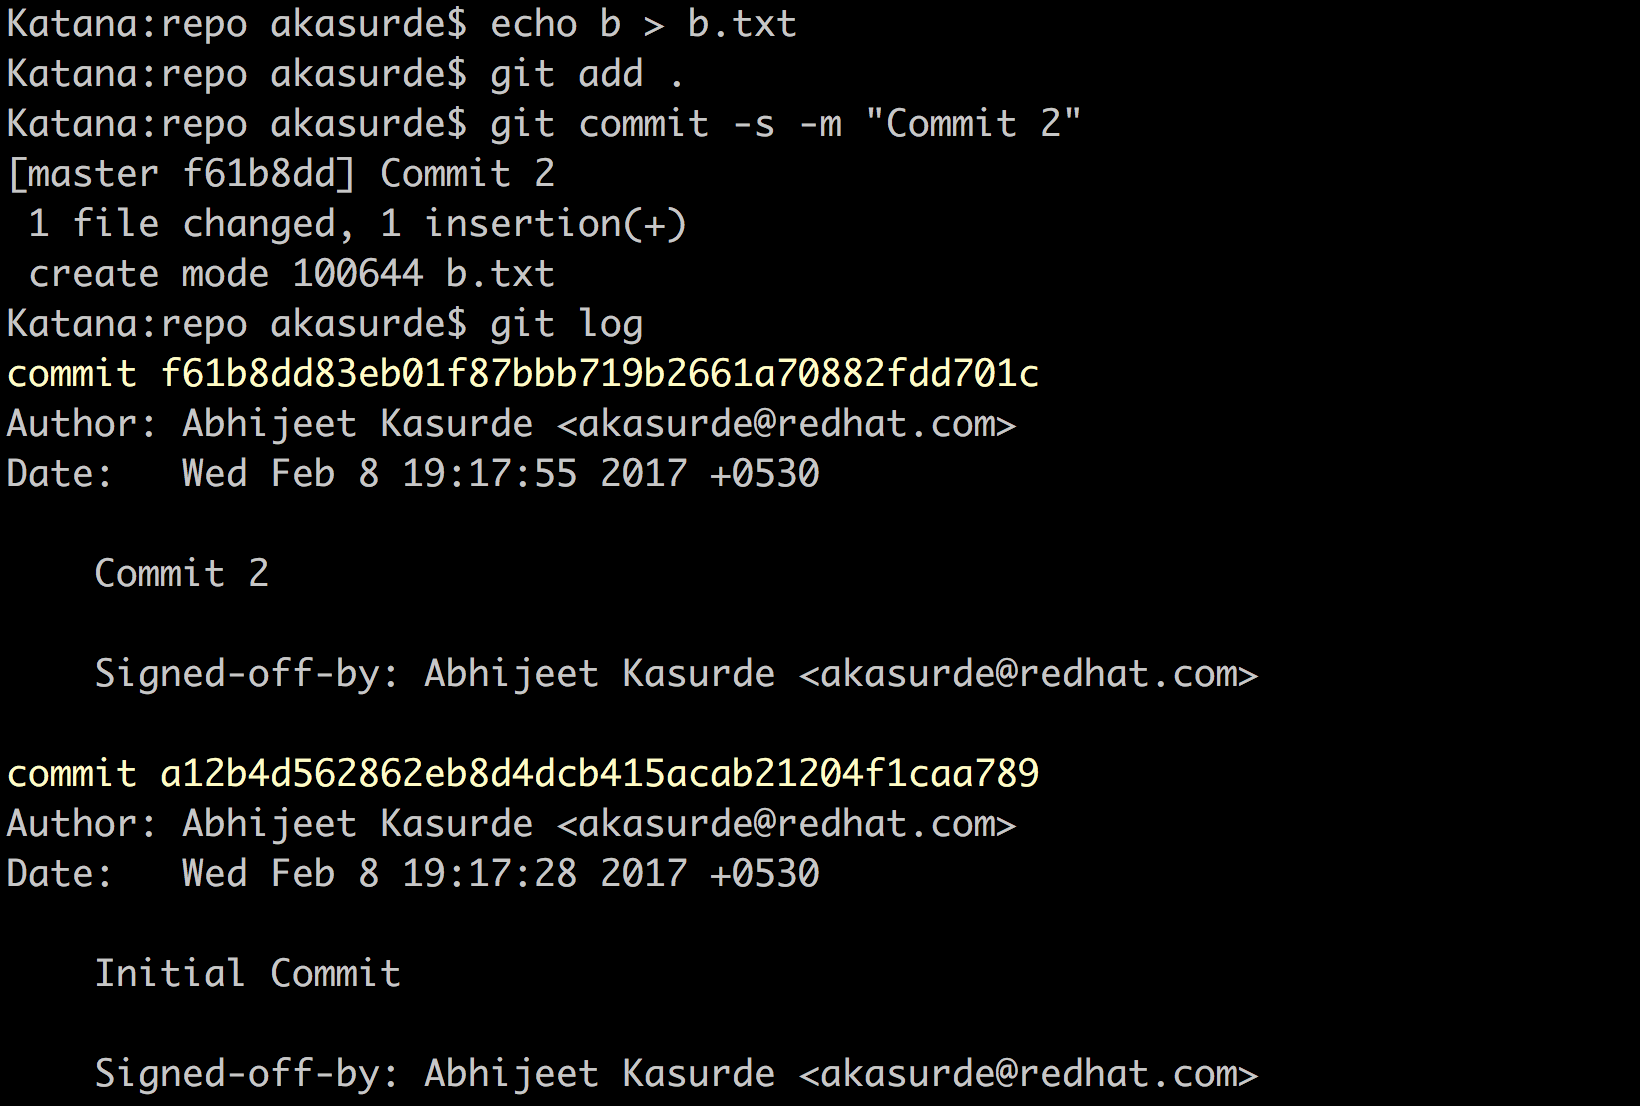 Katana:repo akasurde$ echo b > b.txt
Katana:repo akasurde$ git add .
Katana:repo akasurde$ git commit -s -m "Commit 2"
[master f61b8dd] Commit 2
 1 file changed, 1 insertion(+)
 create mode 100644 b.txt
Katana:repo akasurde$ git log
commit f61b8dd83eb01f87bbb719b2661a70882fdd701c
Author: Abhijeet Kasurde <akasurde@redhat.com>
Date:   Wed Feb 8 19:17:55 2017 +0530
    Commit 2
    Signed-off-by: Abhijeet Kasurde <akasurde@redhat.com>
commit a12b4d562862eb8d4dcb415acab21204f1caa789
Author: Abhijeet Kasurde <akasurde@redhat.com>
Date:   Wed Feb 8 19:17:28 2017 +0530
    Initial Commit
    Signed-off-by: Abhijeet Kasurde <akasurde@redhat.com>